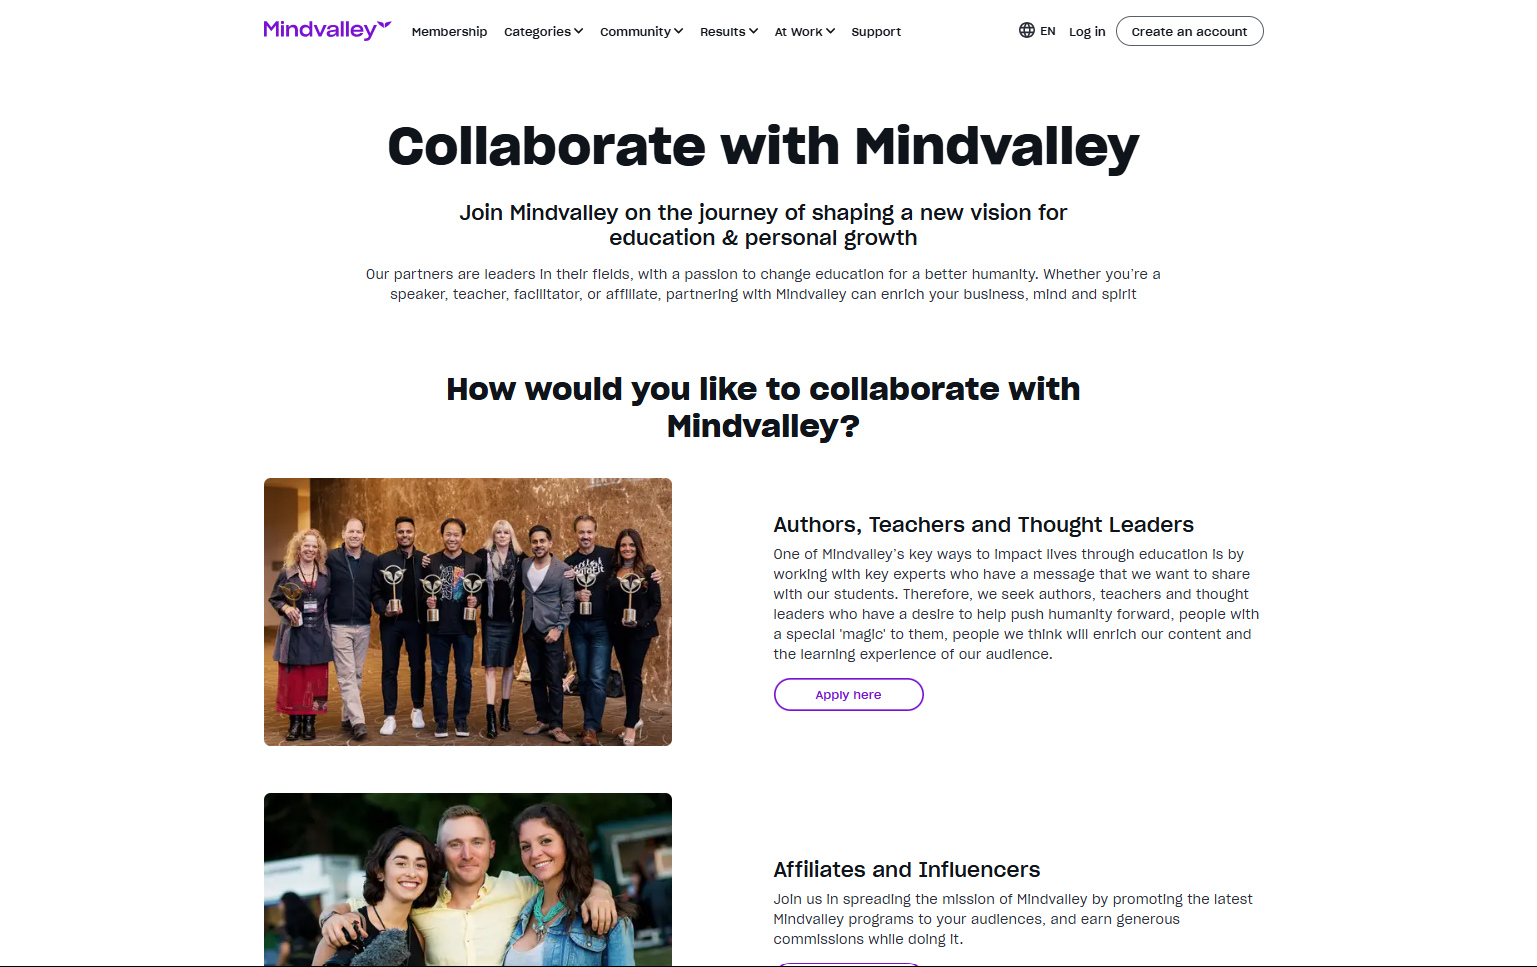 Mindvalley
Membership
Categories
Community
Results
At Work
Support
EN
Log in
Create an account
Collaborate with Mindvalley
Join Mindvalley on the journey of shaping a new vision for
education & personal growth
Our partners are leaders in their fields, with a passion to change education for a better humanity. Whether you’re a
speaker, teacher, facilitator, or affiliate, partnering with Mindvalley can enrich your business, mind and spirit
How would you like to collaborate with
Mindvalley?
Authors, Teachers and Thought Leaders
One of Mindvalley’s key ways to impact lives through education is by
working with key experts who have a message that we want to share
with our students. Therefore, we seek authors, teachers and thought
leaders who have a desire to help push humanity forward, people with
a special 'magic' to them, people we think will enrich our content and
the learning experience of our audience.
Apply here
Affiliates and Influencers
Join us in spreading the mission of Mindvalley by promoting the latest
Mindvalley programs to your audiences, and earn generous
commissions while doing it.